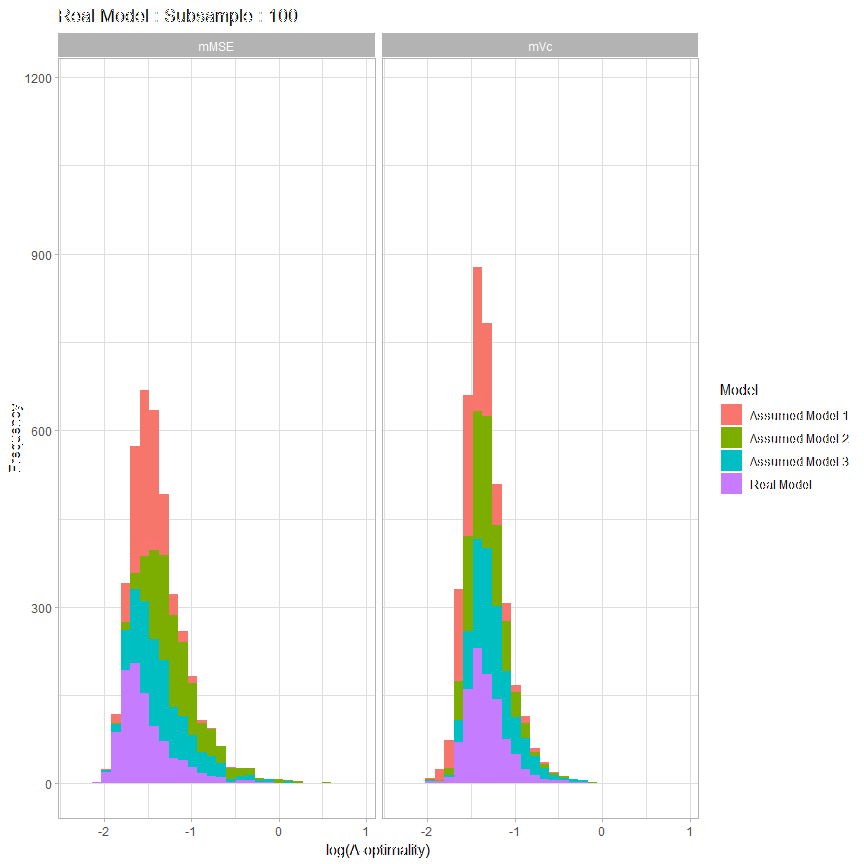 Real Model :: Subsample :: 100
mMSE
mVc
1200
900
600
300
0
Frequency
-2 -1 0 1
-2 -1 0 1
log(A-optimality)
Model
Assumed Model 1
Assumed Model 2
Assumed Model 3
Real Model